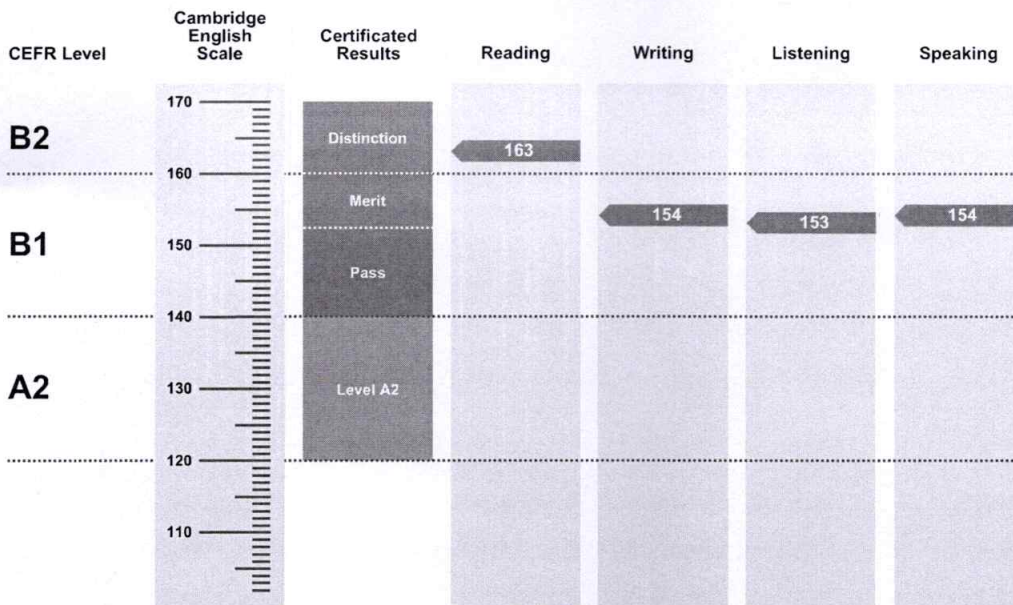 CEFR Level
Cambridge
English
Scale
Certificated
Results
Reading
Writing
Listening
Speaking
170
B2
Distinction
163
160
Merit
154
153
154
B1
150
Pass
140
A2
130
Level A2
120
110